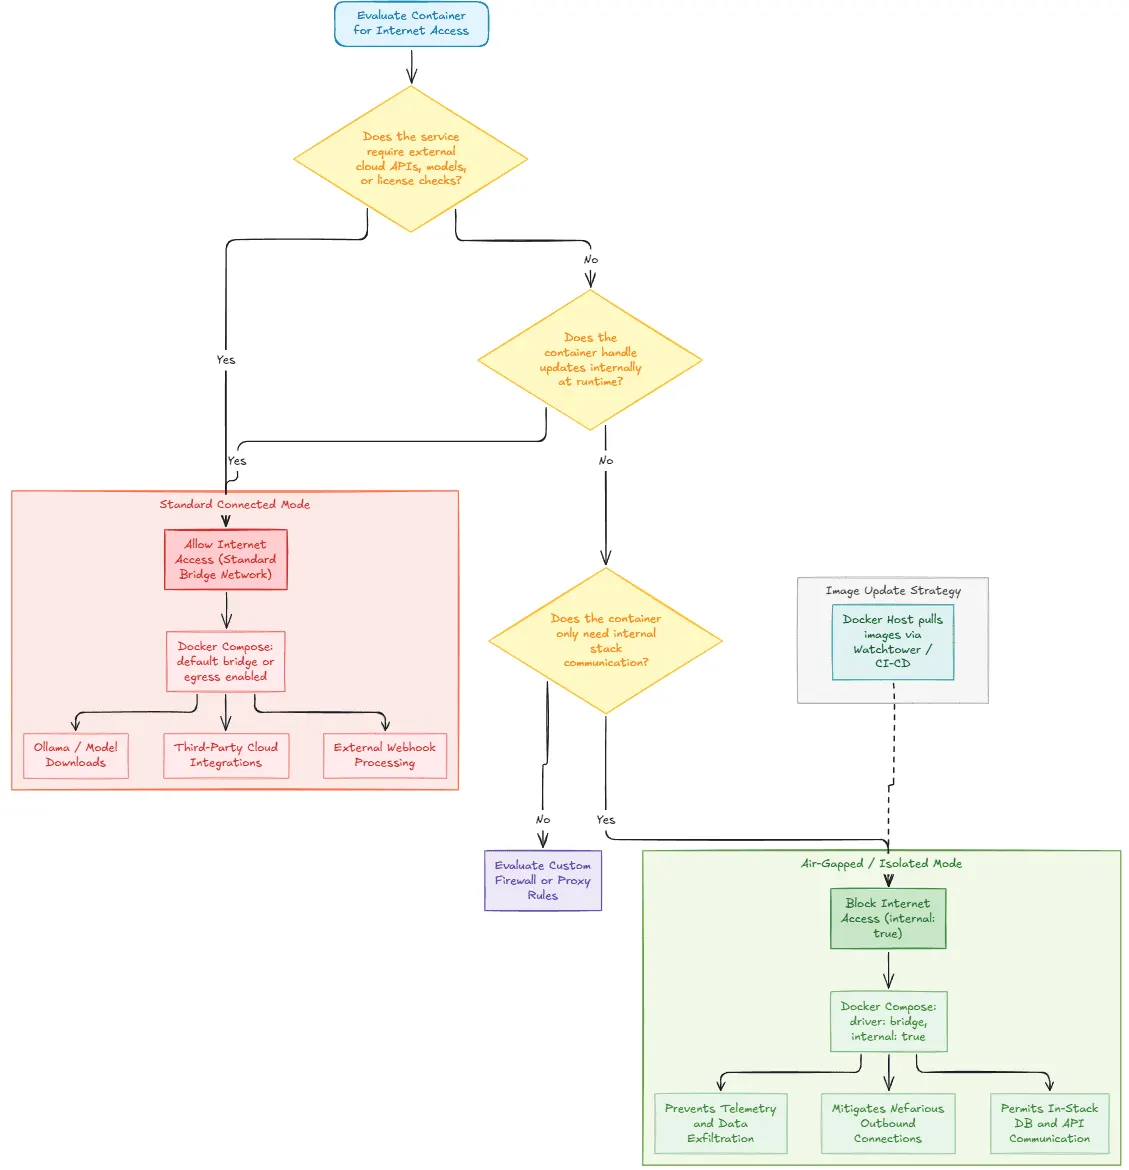 Evaluate Container
for Internet Access
Does the service
require external
cloud APIs, models,
or license checks?
No
Does the
container handle
updates internally
at runtime?
Yes
Yes
No
Standard Connected Mode
Allow Internet
Access (Standard
Bridge Network)
Docker Compose:
default bridge or
egress enabled
Ollama / Model
Downloads
Third-Party Cloud
Integrations
External Webhook
Processing
Does the container
only need internal
stack
communication?
Image Update Strategy
Docker Host pulls
images via
Watchtower /
CI-CD
No
Yes
Evaluate Custom
Firewall or Proxy
Rules
Air-Gapped / Isolated Mode
Block Internet
Access (internal:
true)
Docker Compose:
driver: bridge,
internal: true
Prevents Telemetry
and Data
Exfiltration
Mitigates Nefarious
Outbound
Connections
Permits In-Stack
DB and API
Communication